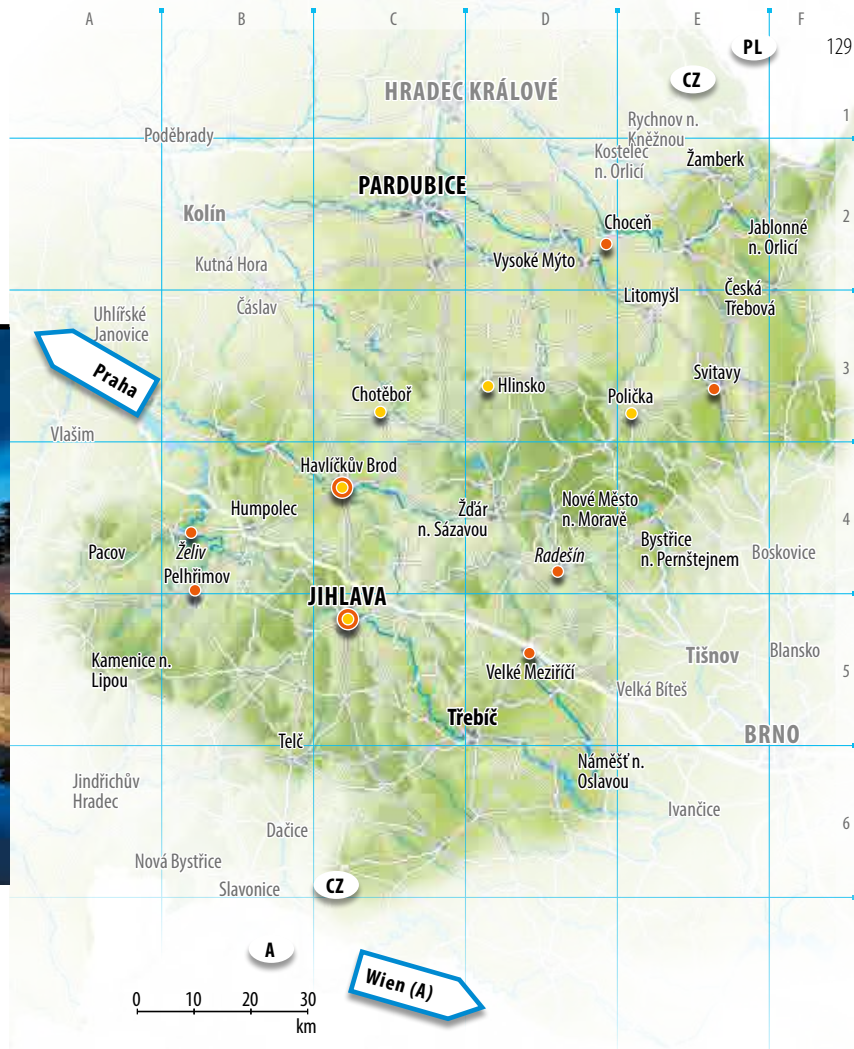 A
B
C
D
E
F
PL
129
CZ
HRADEC KRÁLOVÉ
1
Rychnov n.
Kněžnou
Poděbrady
Kostelec
n. Orlicí
Žamberk
PARDUBICE
Kolín
2
Choceň
Jablonné
n. Orlicí
Vysoké Mýto
Kutná Hora
Litomyšl
Česká
Třebová
Čáslav
Uhlířské
Janovice
Praha
3
Chotěboř
Hlinsko
Polička
Svitavy
Vlašim
Havlíčkův Brod
Humpolec
Žďár
n. Sázavou
Nové Město
n. Moravě
4
Pacov
Želiv
Radešín
Bystřice
n. Pernštejnem
Boskovice
Pelhřimov
JIHLAVA
Kamenice n.
Lipou
Velké Meziříčí
Tišnov
Blansko
5
Velká Bíteš
Třebíč
BRNO
Telč
Náměšť n.
Oslavou
Jindřichův
Hradec
Ivančice
6
Dačice
Nová Bystřice
Slavonice
CZ
A
Wien (A)
0 10 20 30
km